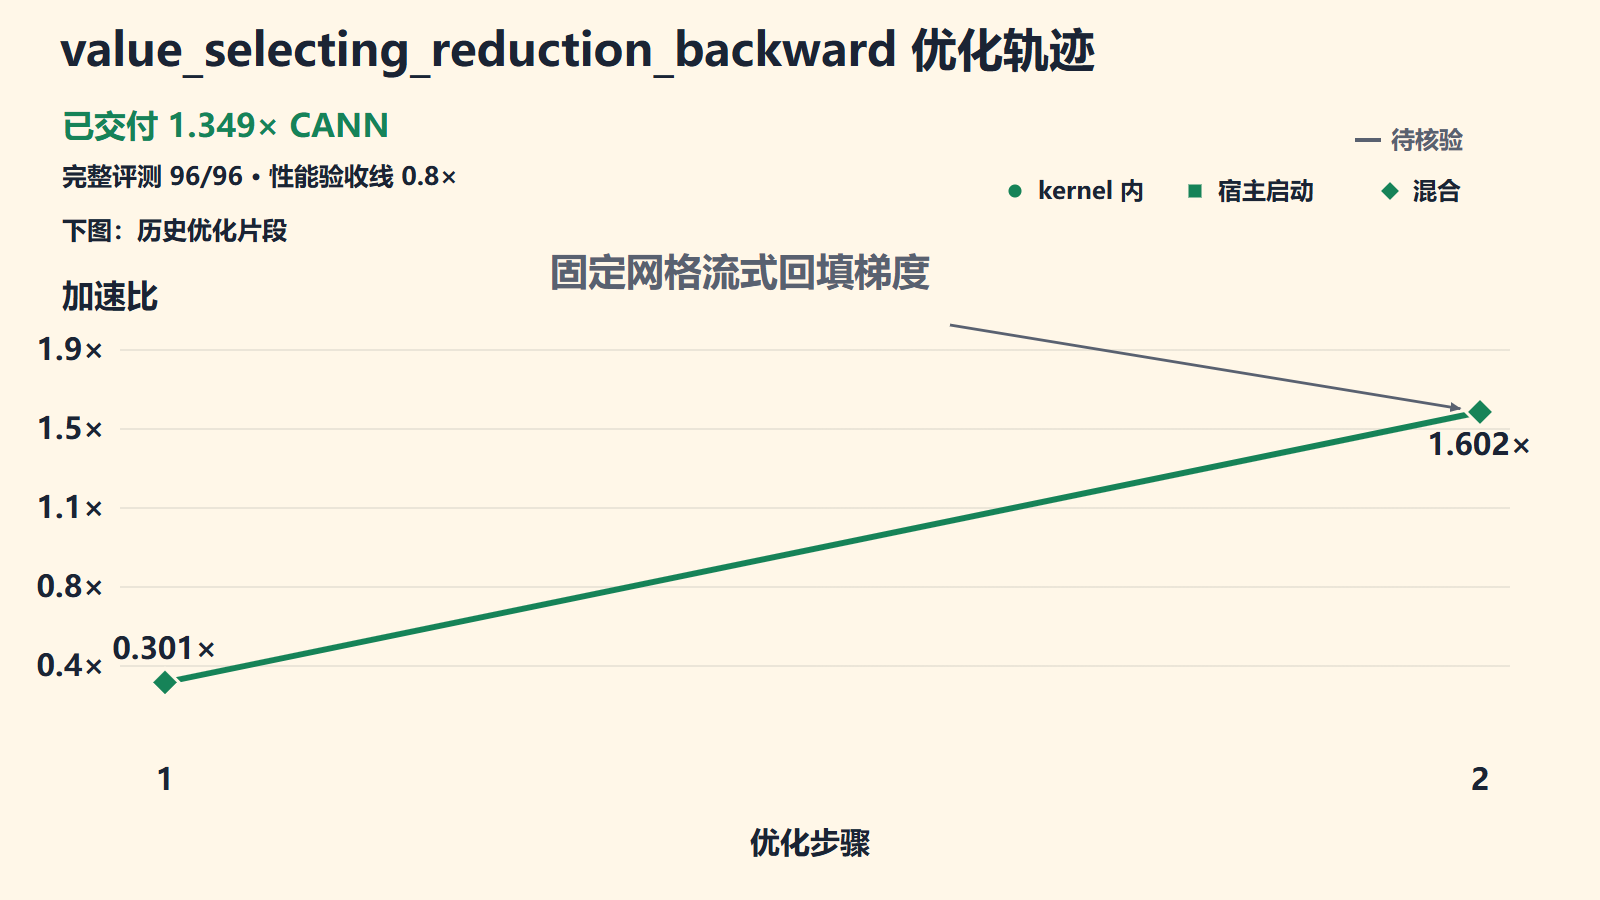 value_selecting_reduction_backward 优化轨迹
已交付 1.349× CANN
完整评测 96/96 · 性能验收线 0.8×
下图：历史优化片段
待核验
kernel 内
宿主启动
混合
固定网格流式回填梯度
加速比
1.9×
1.5×
1.602×
1.1×
0.8×
0.301×
0.4×
1
2
优化步骤